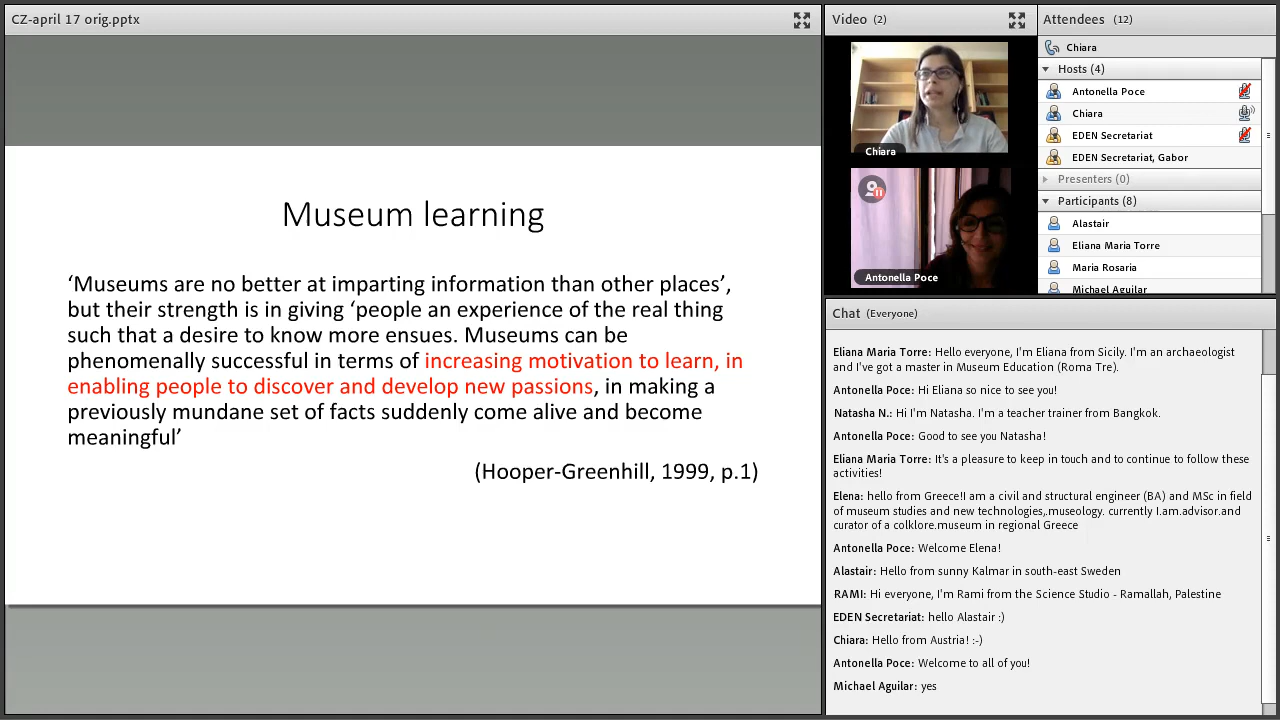 CZ-april 17 orig.pptx
Museum learning
‘Museums are no better at imparting information than other places’,
but their strength is in giving ‘people an experience of the real thing
such that a desire to know more ensues. Museums can be
phenomenally successful in terms of increasing motivation to learn, in
enabling people to discover and develop new passions, in making a
previously mundane set of facts suddenly come alive and become
meaningful’
(Hooper-Greenhill, 1999, p.1)
Video (2)
Chiara
Antonella Poce
Attendees (12)
Chiara
Hosts (4)
Antonella Poce
Chiara
EDEN Secretariat
EDEN Secretariat, Gabor
Presenters (0)
Participants (8)
Alastair
Eliana Maria Torre
Maria Rosaria
Michael Aguilar
Chat (Everyone)
Eliana Maria Torre: Hello everyone, I'm Eliana from Sicily. I'm an archaeologist
and I've got a master in Museum Education (Roma Tre).
Antonella Poce: Hi Eliana so nice to see you!
Natasha N.: Hi I'm Natasha. I'm a teacher trainer from Bangkok.
Antonella Poce: Good to see you Natasha!
Eliana Maria Torre: It's a pleasure to keep in touch and to continue to follow these
activities!
Elena: hello from Greece!I am a civil and structural engineer (BA) and MSc in field
of museum studies and new technologies,.museology. currently I.am.advisor.and
curator of a colklore.museum in regional Greece
Antonella Poce: Welcome Elena!
Alastair: Hello from sunny Kalmar in south-east Sweden
RAMI: Hi everyone, I'm Rami from the Science Studio - Ramallah, Palestine
EDEN Secretariat: hello Alastair :)
Chiara: Hello from Austria! :-)
Antonella Poce: Welcome to all of you!
Michael Aguilar: yes